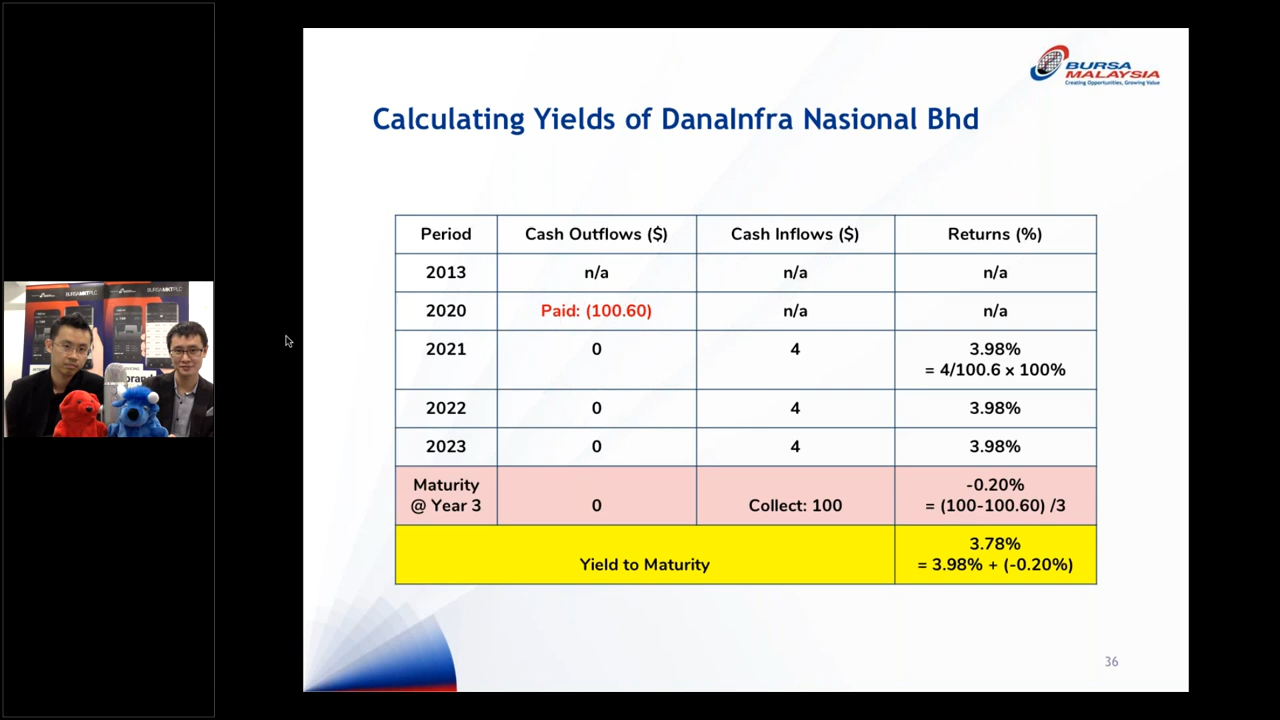 BURSA
MALAYSIA
Creating Opportunities, Growing Value
Calculating Yields of DanaInfra Nasional Bhd
Period Cash Outflows ($) Cash Inflows ($) Returns (%)
2013 n/a n/a n/a
2020 Paid: (100.60) n/a n/a
2021 0 4 3.98%
= 4/100.6 x 100%
2022 0 4 3.98%
2023 0 4 3.98%
Maturity -0.20%
@ Year 3 0 Collect: 100 = (100-100.60) /3
3.78%
Yield to Maturity = 3.98% + (-0.20%)
36
BURSAMKTPLC
BURSAMKTPLC